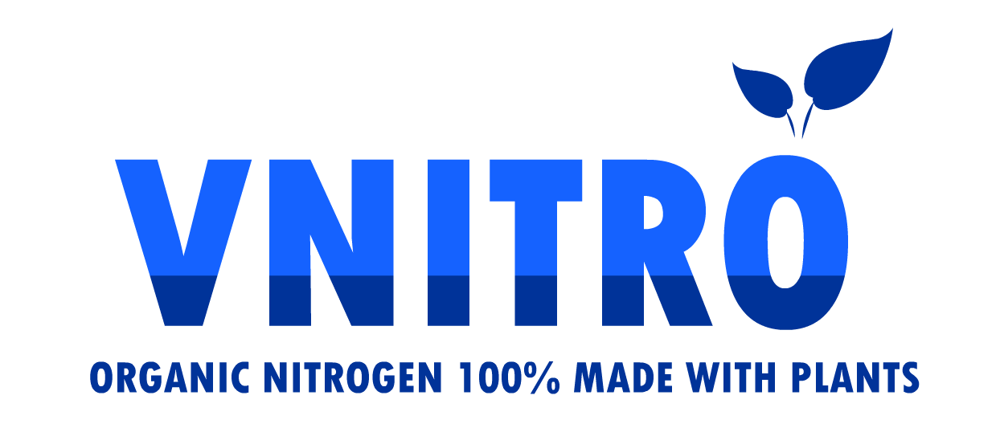 VNITRO
ORGANIC NITROGEN 100% MADE WITH PLANTS